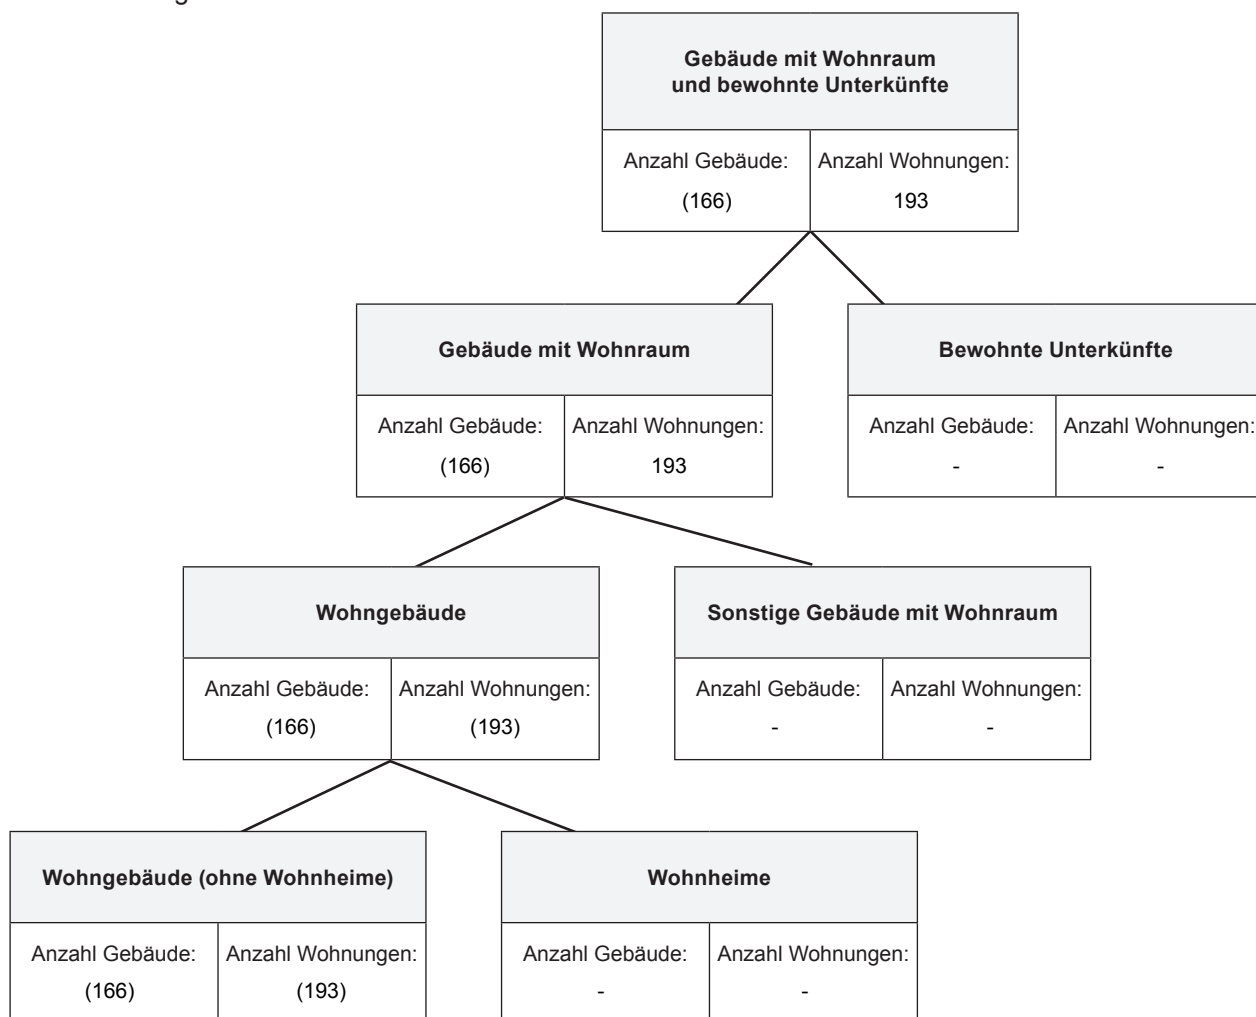 Gebäude mit Wohnraum
und bewohnte Unterkünfte
Anzahl Gebäude:
(166)
Anzahl Wohnungen:
193
Gebäude mit Wohnraum
Anzahl Gebäude:
(166)
Anzahl Wohnungen:
193
Bewohnte Unterkünfte
Anzahl Gebäude:
-
Anzahl Wohnungen:
-
Wohngebäude
Anzahl Gebäude:
(166)
Anzahl Wohnungen:
(193)
Sonstige Gebäude mit Wohnraum
Anzahl Gebäude:
-
Anzahl Wohnungen:
-
Wohngebäude (ohne Wohnheime)
Anzahl Gebäude:
(166)
Anzahl Wohnungen:
(193)
Wohnheime
Anzahl Gebäude:
-
Anzahl Wohnungen:
-